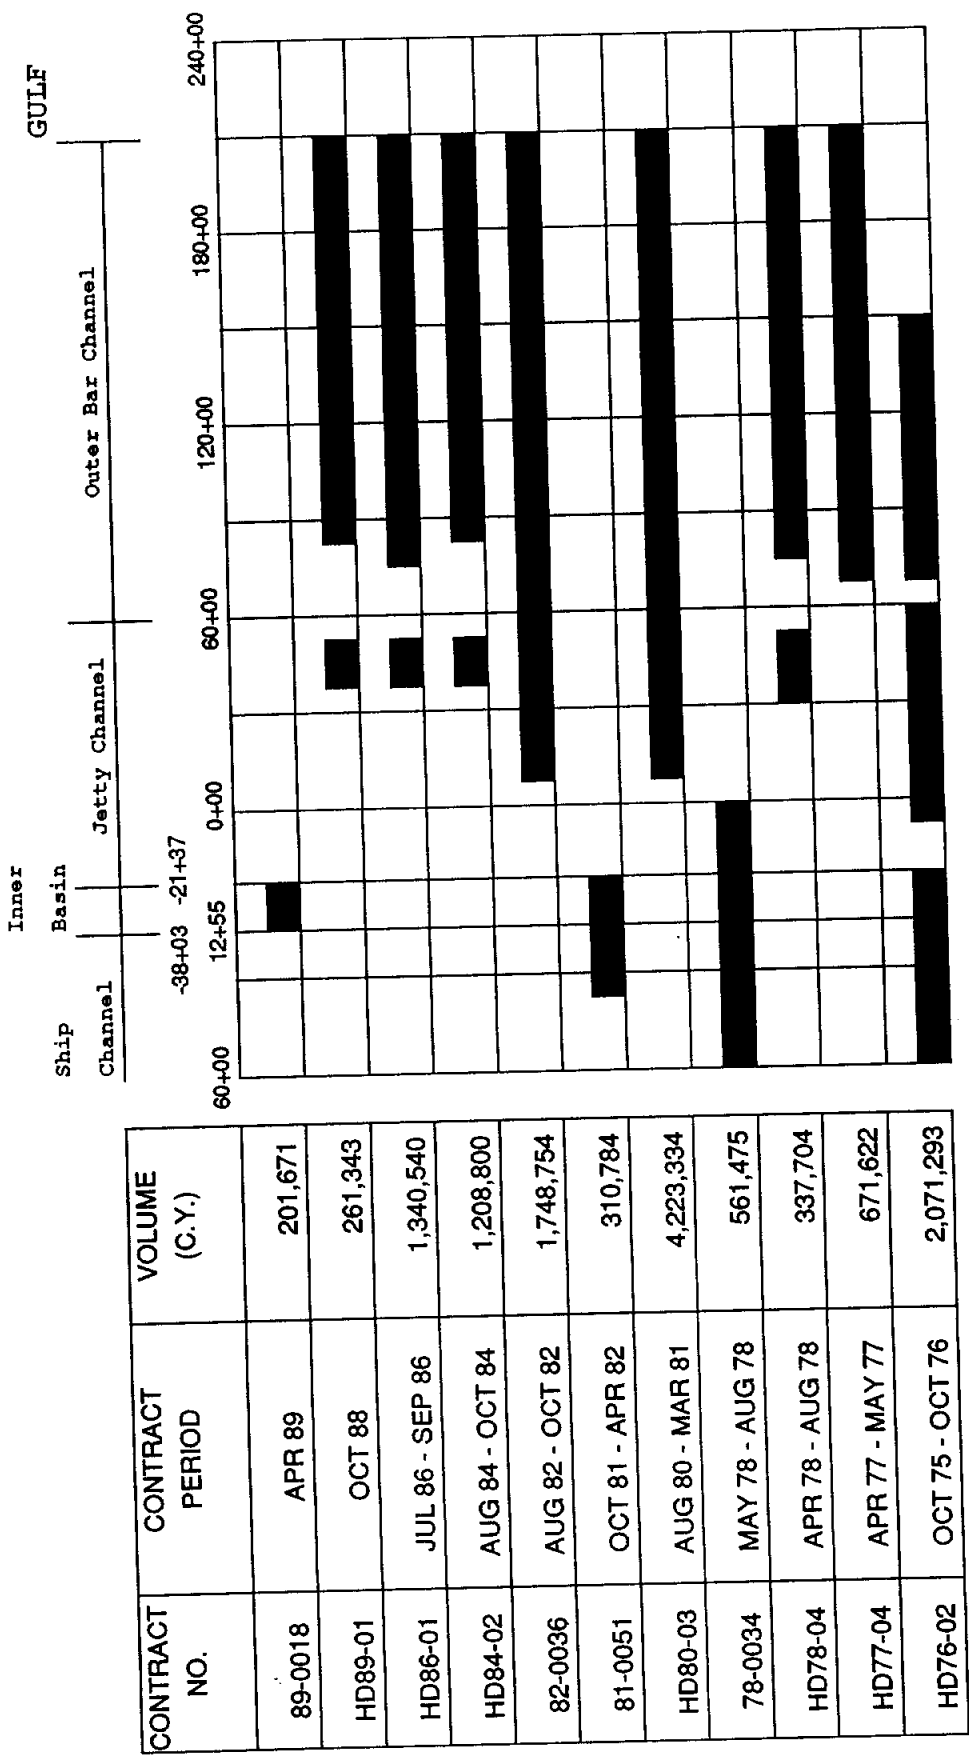 CONTRACT NO. CONTRACT PERIOD VOLUME (C.Y.)
89-0018 APR 89 201,671
HD89-01 OCT 88 261,343
HD86-01 JUL 86 - SEP 86 1,340,540
HD84-02 AUG 84 - OCT 84 1,208,800
82-0036 AUG 82 - OCT 82 1,748,754
81-0051 OCT 81 - APR 82 310,784
HD80-03 AUG 80 - MAR 81 4,223,334
78-0034 MAY 78 - AUG 78 561,475
HD78-04 APR 78 - AUG 78 337,704
HD77-04 APR 77 - MAY 77 671,622
HD76-02 OCT 75 - OCT 76 2,071,293
Ship Channel
Inner Basin
Jetty Channel
Outer Bar Channel
GULF
-38+03 -21+37
60+00 12+55 0+00 60+00 120+00 180+00 240+00